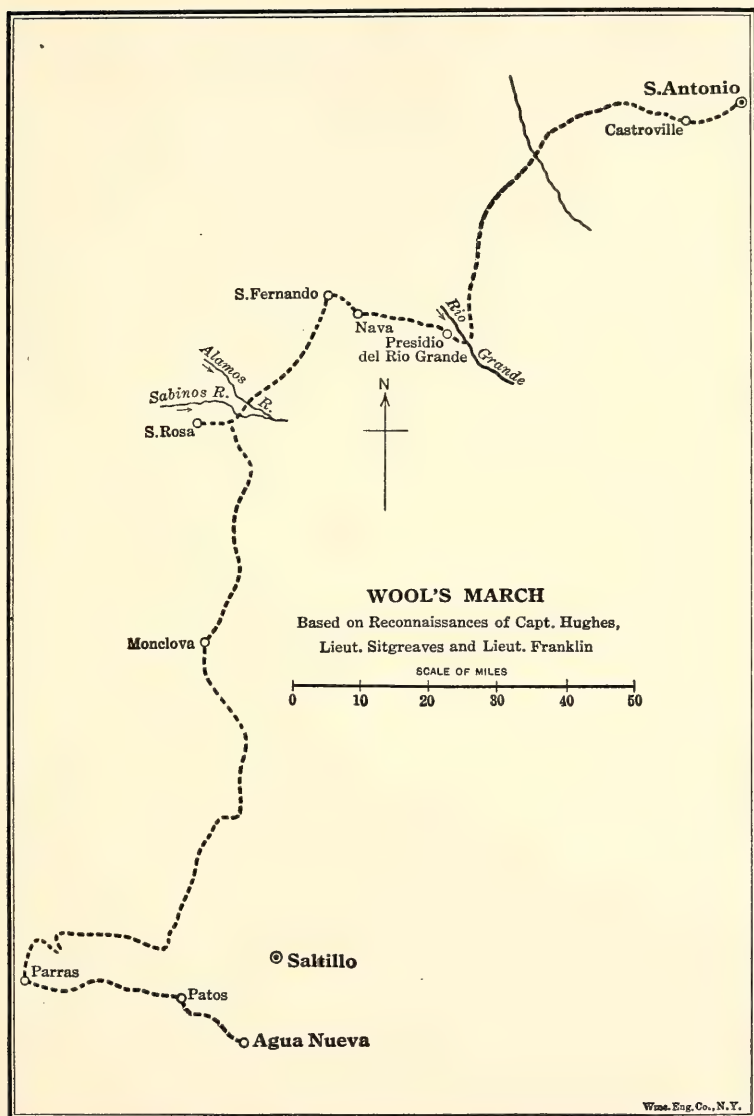 S.Antonio
Castroville
S.Fernando
Nava
Rio
Grande
Presidio
del Rio Grande
Alamos
R.
Sabinos R.
S.Rosa
N
WOOL'S MARCH
Based on Reconnaissances of Capt. Hughes,
Lieut. Sitgreaves and Lieut. Franklin
SCALE OF MILES
0 10 20 30 40 50
Monclova
Saltillo
Parras
Patos
Agua Nueva
Wms. Eng. Co., N.Y.